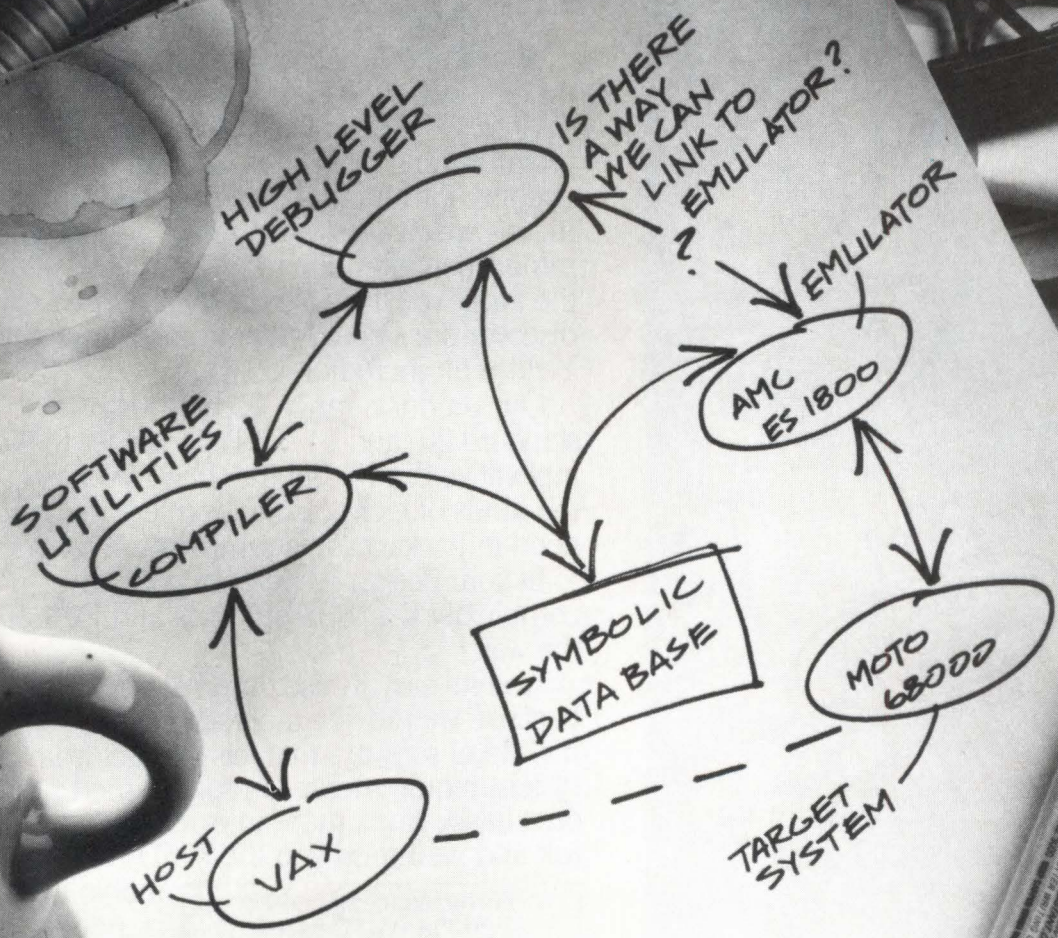 HIGH LEVEL
DEBUGGER
IS THERE
A WAY
WE CAN
LINK TO
EMULATOR?
?
EMULATOR
AMC
ES 1800
SOFTWARE
UTILITIES
COMPILER
SYMBOLIC
DATA BASE
MOTO
68000
HOST
VAX
TARGET
SYSTEM